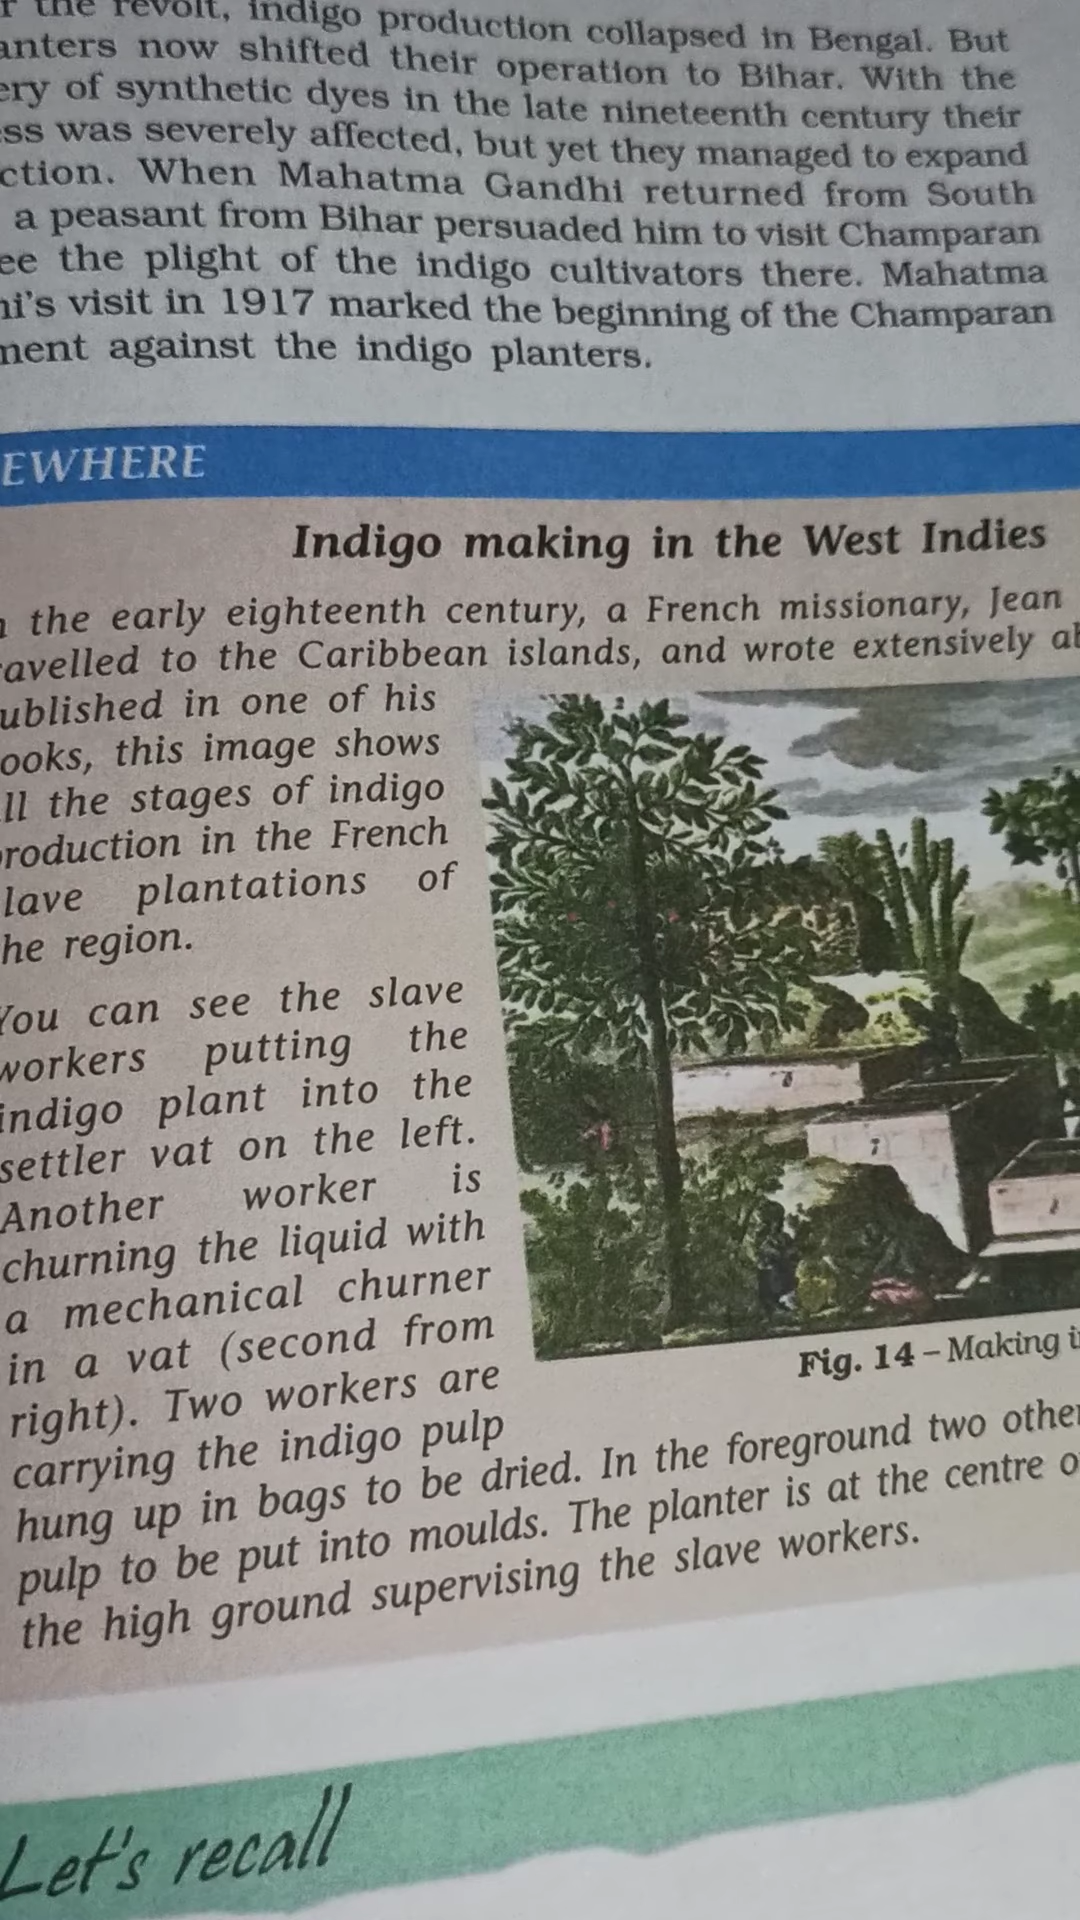 r the revolt, indigo production collapsed in Bengal. But
anters now shifted their operation to Bihar. With the
ery of synthetic dyes in the late nineteenth century their
ss was severely affected, but yet they managed to expand
ction. When Mahatma Gandhi returned from South
a peasant from Bihar persuaded him to visit Champaran
ee the plight of the indigo cultivators there. Mahatma
hi's visit in 1917 marked the beginning of the Champaran
ment against the indigo planters.
EWHERE
Indigo making in the West Indies
n the early eighteenth century, a French missionary, Jean
ravelled to the Caribbean islands, and wrote extensively ab
ublished in one of his
ooks, this image shows
ll the stages of indigo
roduction in the French
lave plantations of
he region.
You can see the slave
workers putting the
indigo plant into the
settler vat on the left.
Another worker is
churning the liquid with
a mechanical churner
in a vat (second from
right). Two workers are
carrying the indigo pulp
hung up in bags to be dried. In the foreground two other
pulp to be put into moulds. The planter is at the centre o
the high ground supervising the slave workers.
7
Fig. 14 – Making i
Let's recall